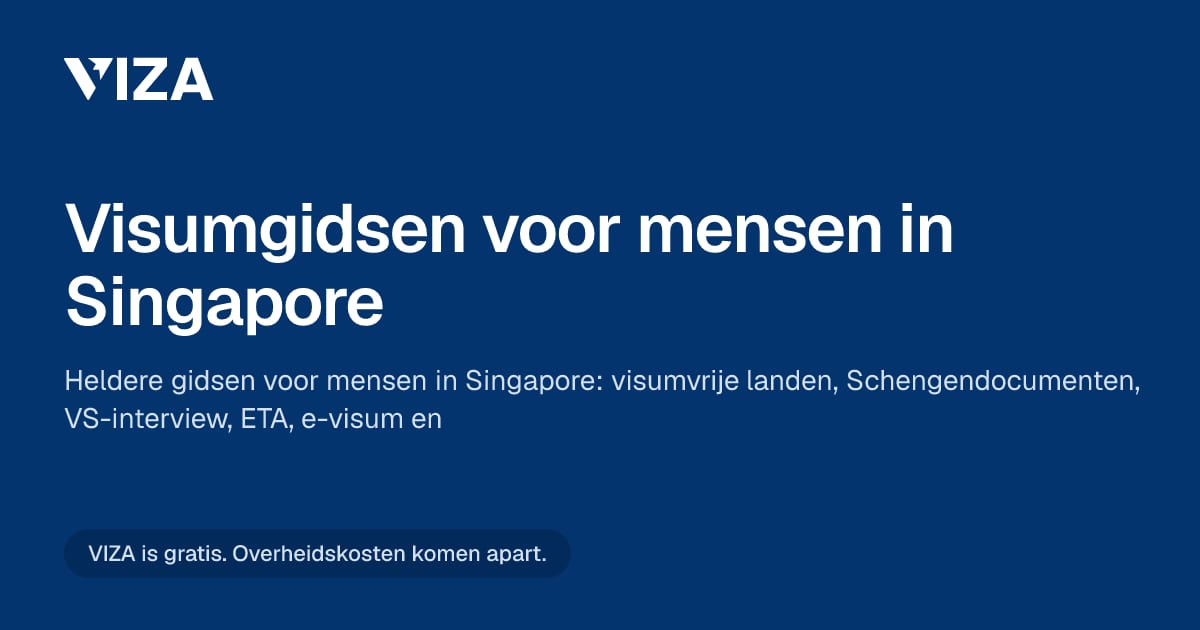 VIZA
Visumgidsen voor mensen in
Singapore
Heldere gidsen voor mensen in Singapore: visumvrije landen, Schengendocumenten,
VS-interview, ETA, e-visum en
VIZA is gratis. Overheidskosten komen apart.